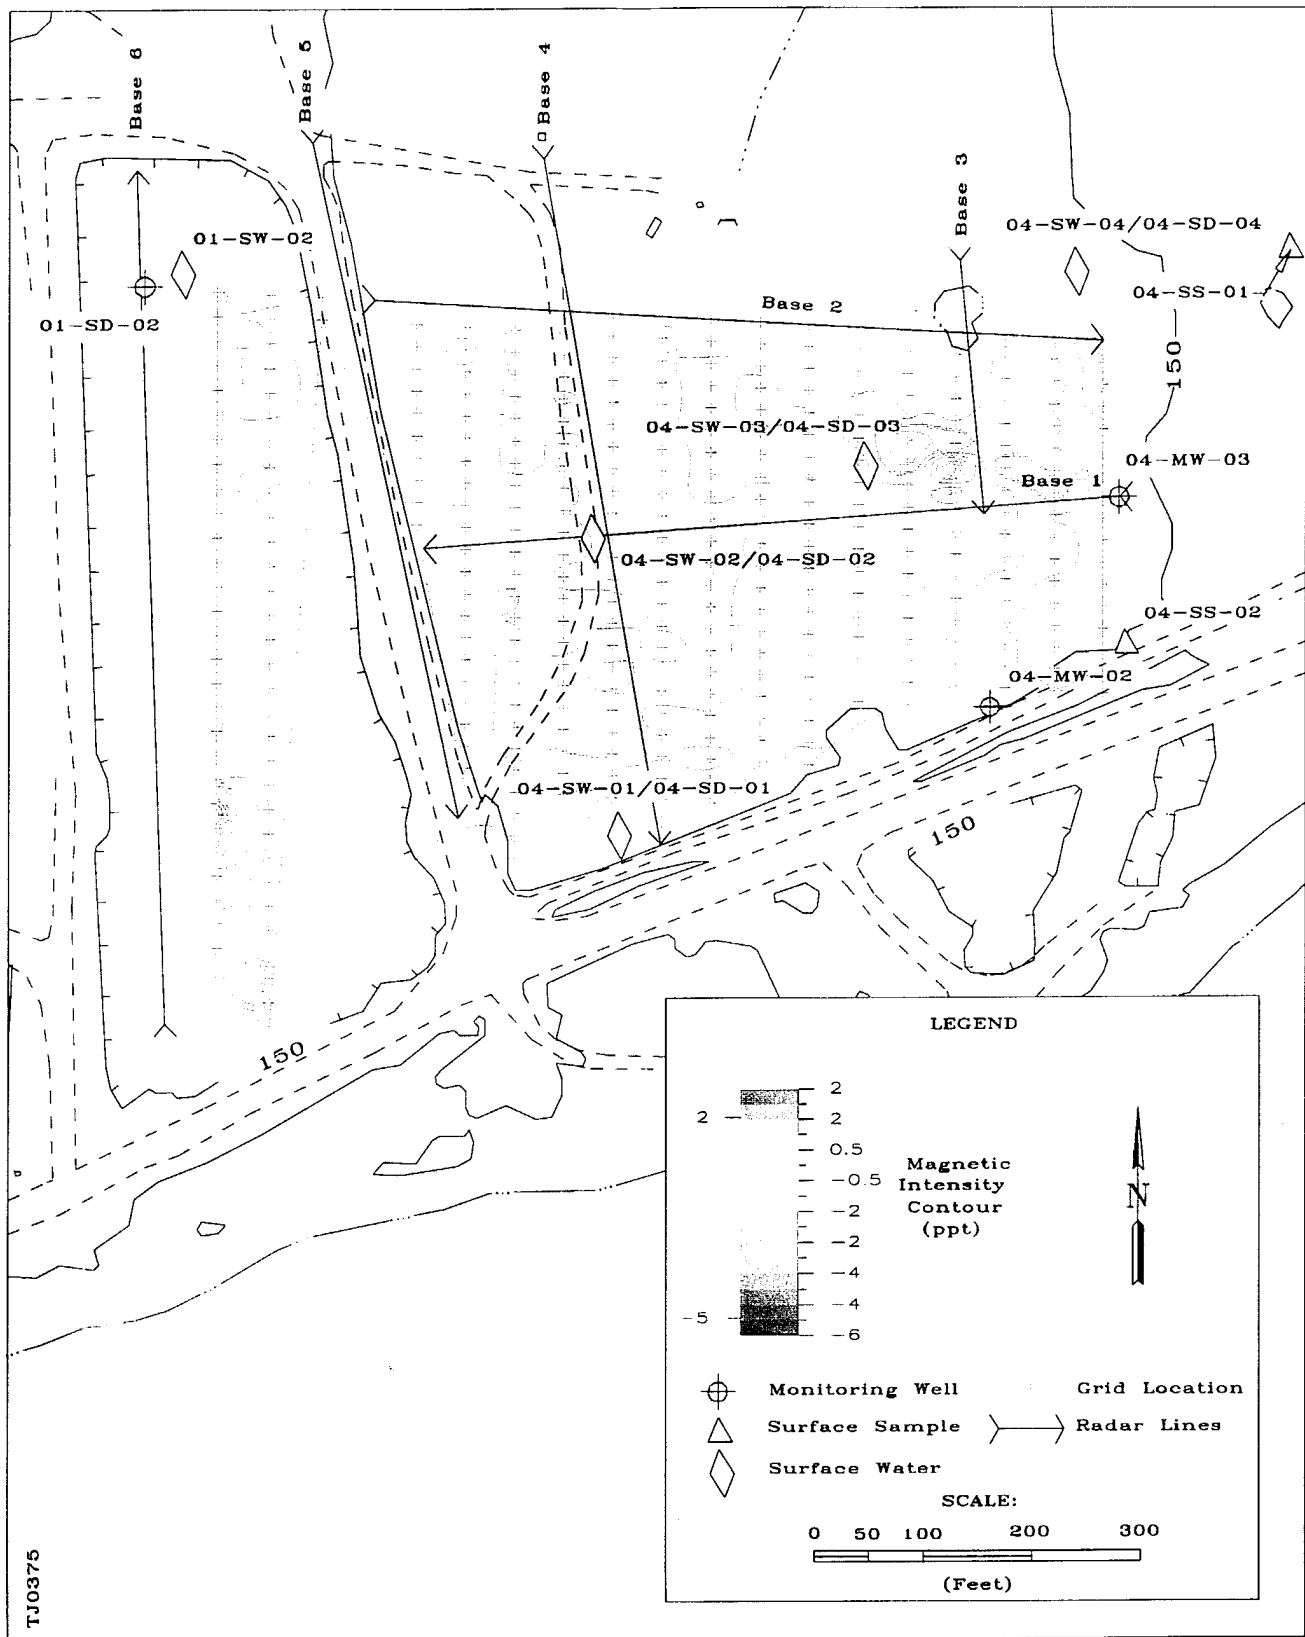 Base 6
Base 5
Base 4
Base 3
01-SW-02
04-SW-04/04-SD-04
04-SS-01
01-SD-02
Base 2
150
04-SW-03/04-SD-03
04-MW-03
Base 1
04-SW-02/04-SD-02
04-SS-02
04-MW-02
04-SW-01/04-SD-01
150
150
LEGEND
2
2
2
0.5
-0.5
-2
-2
-4
-4
-5
-6
Magnetic
Intensity
Contour
(ppt)
N
Monitoring Well
Grid Location
Surface Sample
Radar Lines
Surface Water
SCALE:
0 50 100 200 300
(Feet)
TJ0375